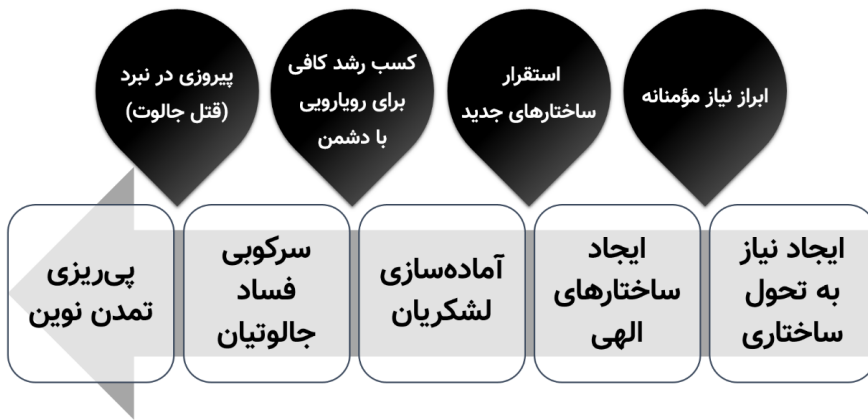 ابراز نیاز مؤمنانه
استقرار
ساختارهای جدید
کسب رشد کافی
برای رویارویی
با دشمن
پیروزی در نبرد
(قتل جالوت)
ایجاد نیاز
به تحول
ساختاری
ایجاد
ساختارهای
الهی
آماده‌سازی
لشکریان
سرکوبی
فساد
جالوتیان
پی‌ریزی
تمدن نوین